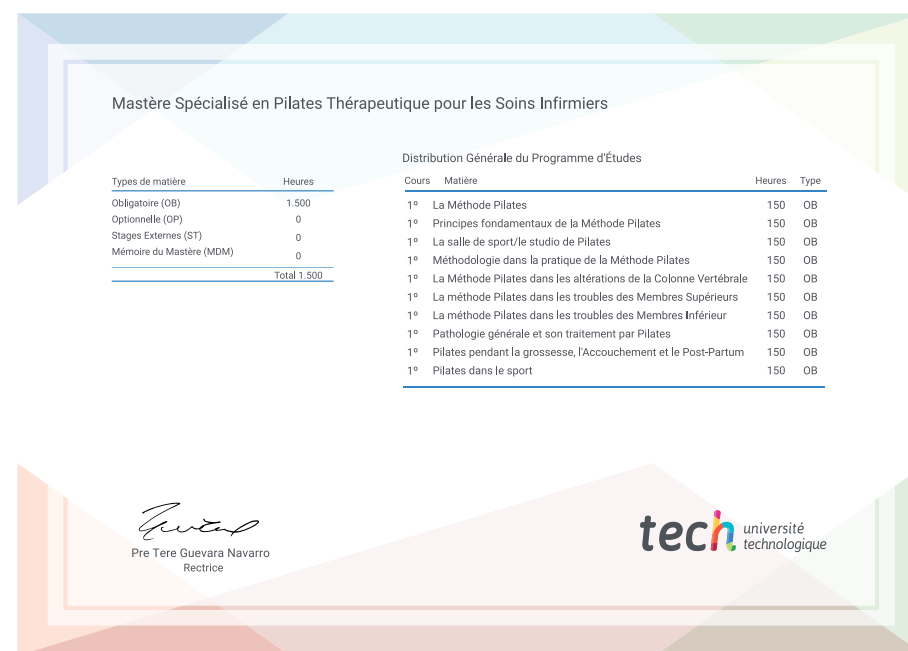 Mastère Spécialisé en Pilates Thérapeutique pour les Soins Infirmiers
Types de matière Heures
Obligatoire (OB) 1.500
Optionnelle (OP) 0
Stages Externes (ST) 0
Mémoire du Mastère (MDM) 0
Total 1.500
Distribution Générale du Programme d'Études
Cours Matière Heures Type
1º La Méthode Pilates 150 OB
1º Principes fondamentaux de la Méthode Pilates 150 OB
1º La salle de sport/le studio de Pilates 150 OB
1º Méthodologie dans la pratique de la Méthode Pilates 150 OB
1º La Méthode Pilates dans les altérations de la Colonne Vertébrale 150 OB
1º La méthode Pilates dans les troubles des Membres Supérieurs 150 OB
1º La méthode Pilates dans les troubles des Membres Inférieur 150 OB
1º Pathologie générale et son traitement par Pilates 150 OB
1º Pilates pendant la grossesse, l'Accouchement et le Post-Partum 150 OB
1º Pilates dans le sport 150 OB
Pre Tere Guevara Navarro
Rectrice
tech université
technologique